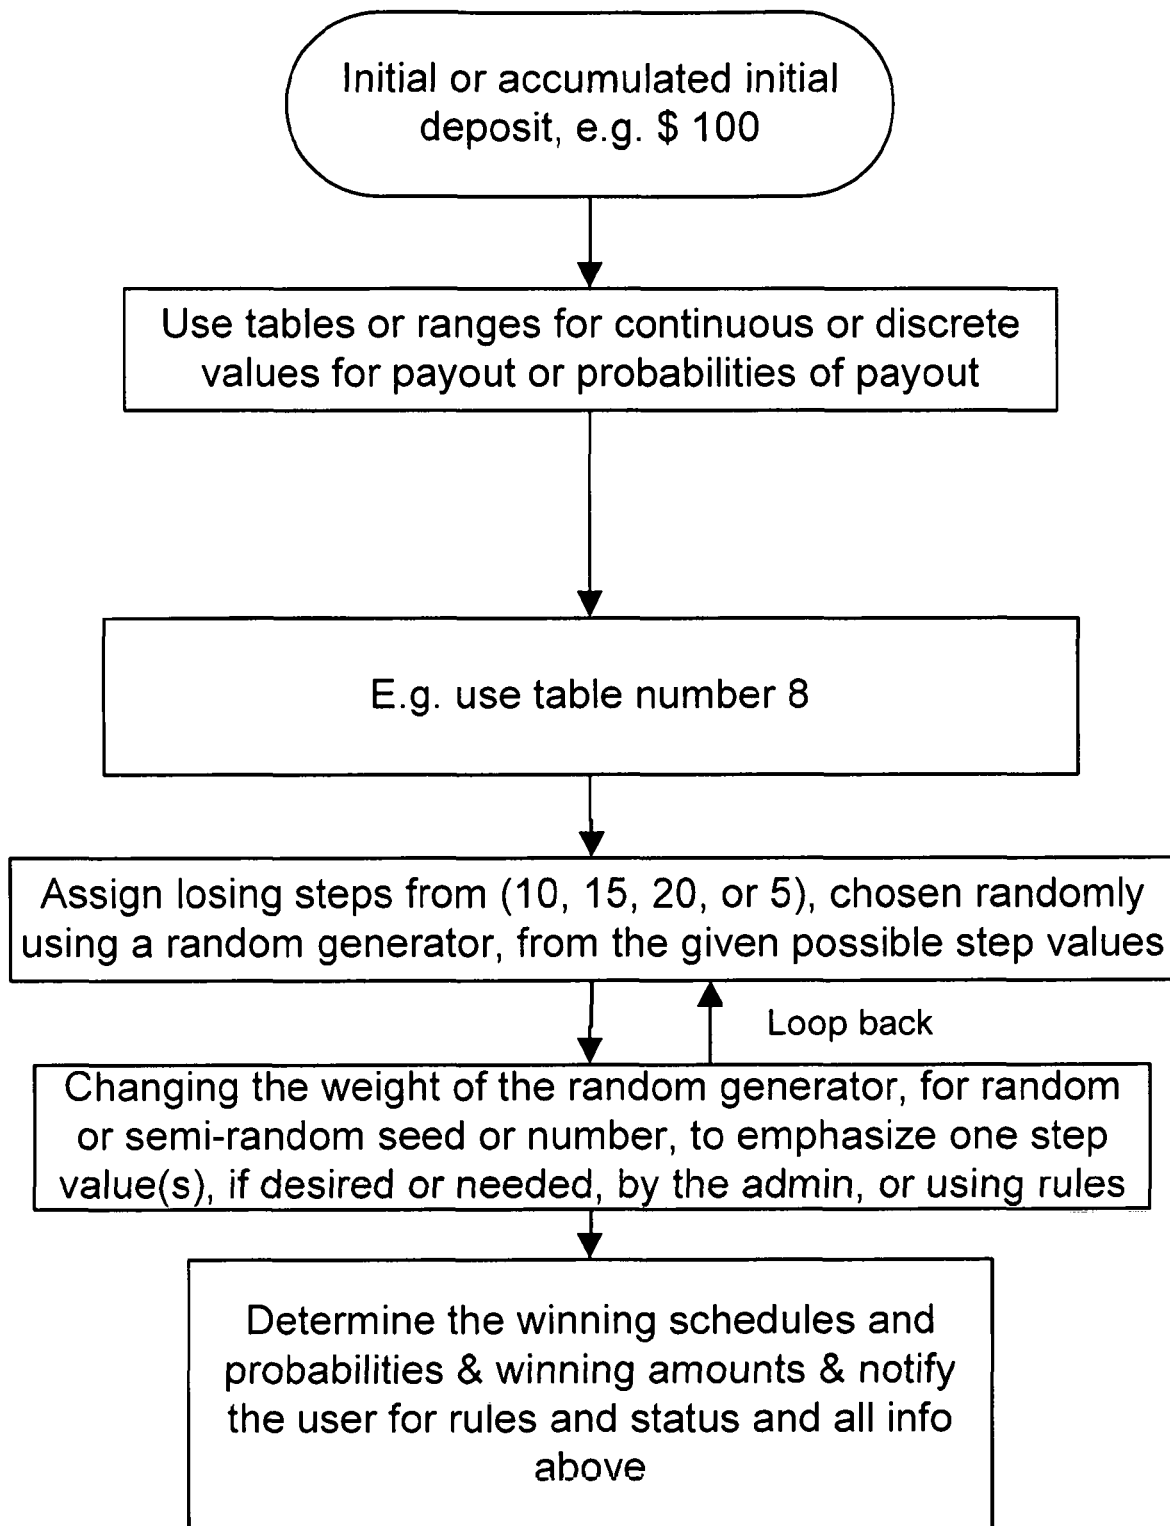 Initial or accumulated initial
deposit, e.g. $ 100
Use tables or ranges for continuous or discrete
values for payout or probabilities of payout
E.g. use table number 8
Assign losing steps from (10, 15, 20, or 5), chosen randomly
using a random generator, from the given possible step values
Loop back
Changing the weight of the random generator, for random
or semi-random seed or number, to emphasize one step
value(s), if desired or needed, by the admin, or using rules
Determine the winning schedules and
probabilities & winning amounts & notify
the user for rules and status and all info
above